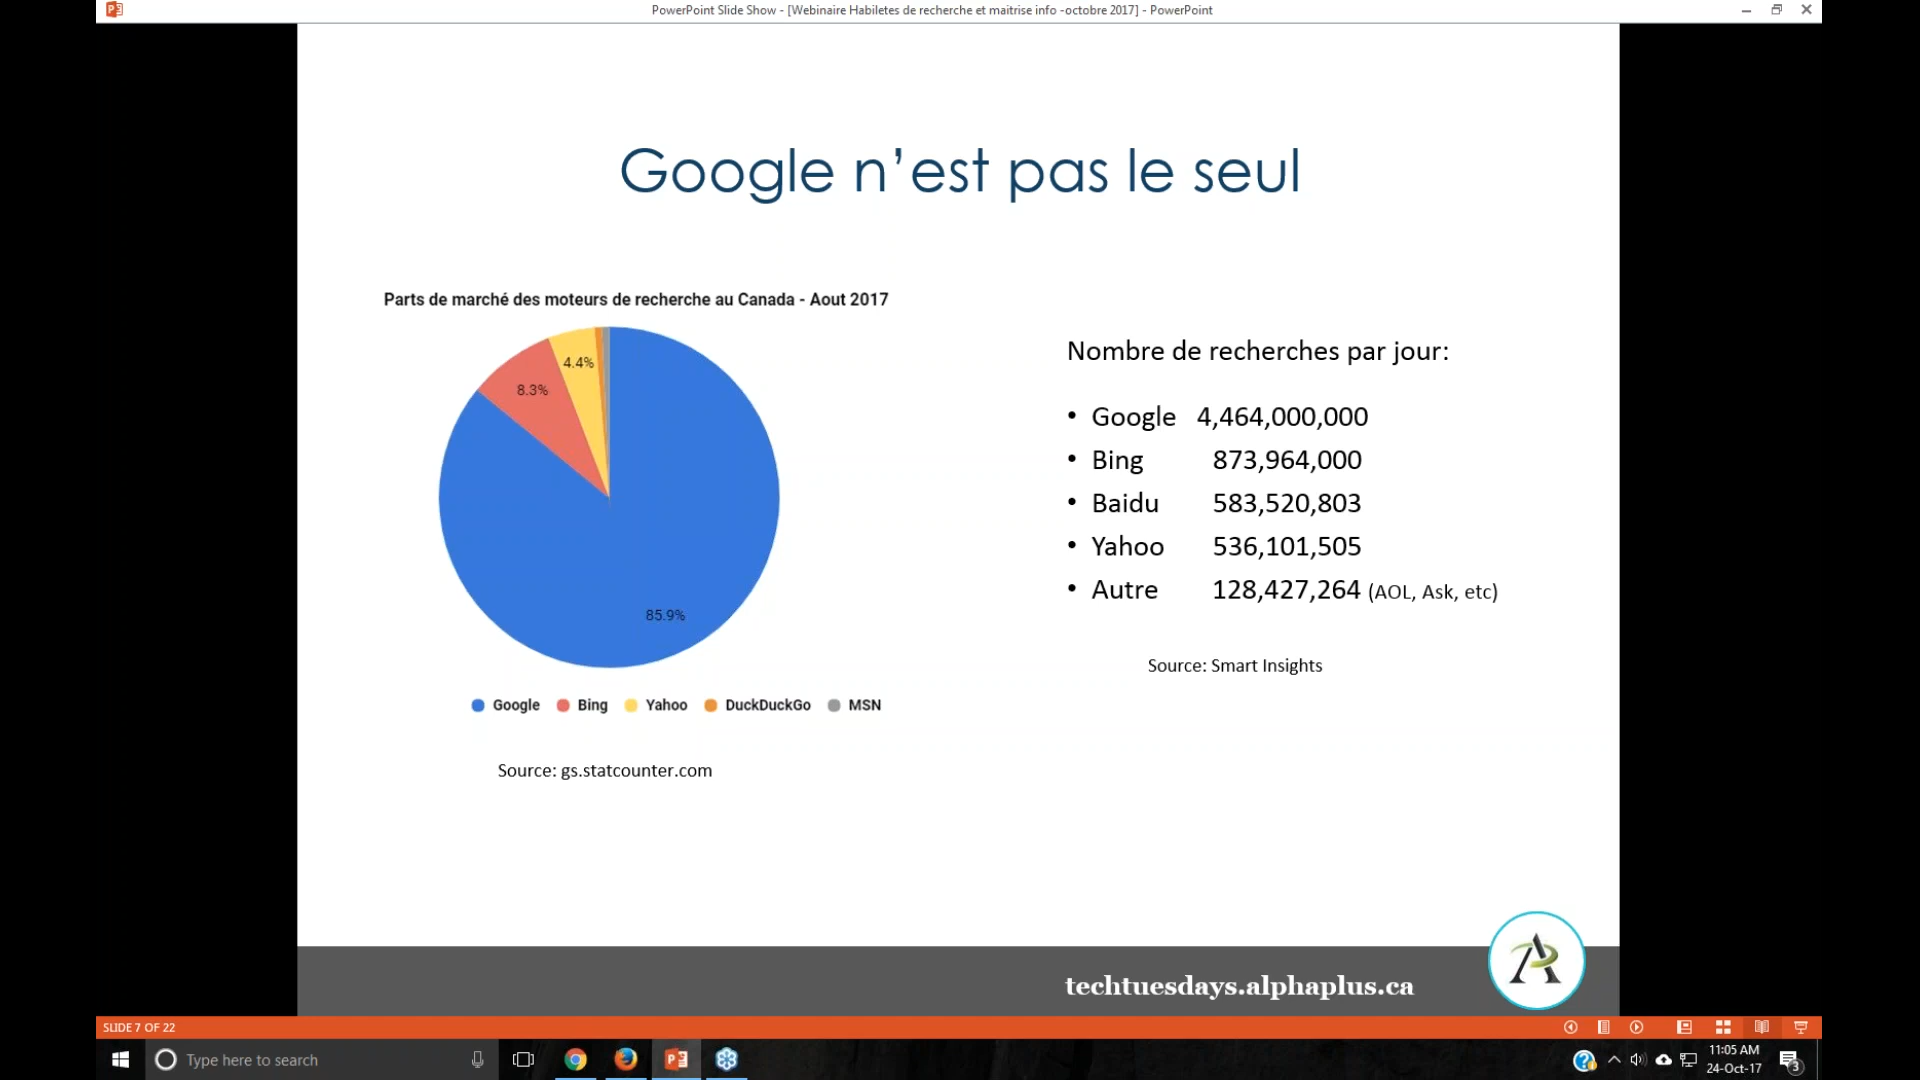 PowerPoint Slide Show - [Webinaire Habiletes de recherche et maitrise info -octobre 2017] - PowerPoint
Google n’est pas le seul
Parts de marché des moteurs de recherche au Canada - Aout 2017
4.4%
8.3%
85.9%
Google Bing Yahoo DuckDuckGo MSN
Source: gs.statcounter.com
Nombre de recherches par jour:
• Google 4,464,000,000
• Bing 873,964,000
• Baidu 583,520,803
• Yahoo 536,101,505
• Autre 128,427,264 (AOL, Ask, etc)
Source: Smart Insights
techtuesdays.alphaplus.ca
SLIDE 7 OF 22
Type here to search
11:05 AM
24-Oct-17
3